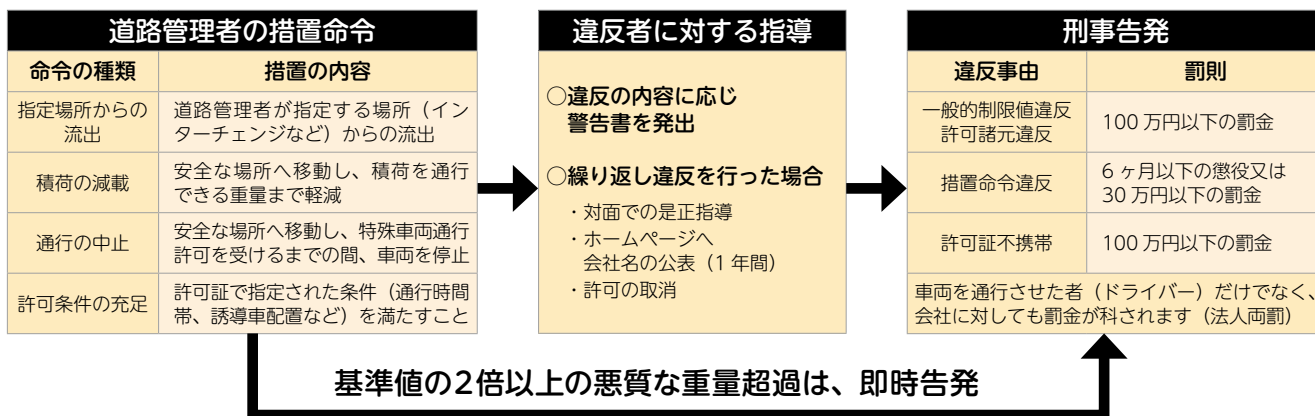 道路管理者の措置命令
命令の種類
措置の内容
指定場所からの
流出
道路管理者が指定する場所（イン
ターチェンジなど）からの流出
積荷の減載
安全な場所へ移動し、積荷を通行
できる重量まで軽減
通行の中止
安全な場所へ移動し、特殊車両通行
許可を受けるまでの間、車両を停止
許可条件の充足
許可証で指定された条件（通行時間
帯、誘導車配置など）を満たすこと
違反者に対する指導
○違反の内容に応じ
警告書を発出
○繰り返し違反を行った場合
・対面での是正指導
・ホームページへ
会社名の公表（1 年間）
・許可の取消
刑事告発
違反事由
罰則
一般的制限値違反
許可諸元違反
100 万円以下の罰金
措置命令違反
6 ヶ月以下の懲役又は
30 万円以下の罰金
許可証不携帯
100 万円以下の罰金
車両を通行させた者（ドライバー）だけでなく、
会社に対しても罰金が科されます（法人両罰）
基準値の2倍以上の悪質な重量超過は、即時告発